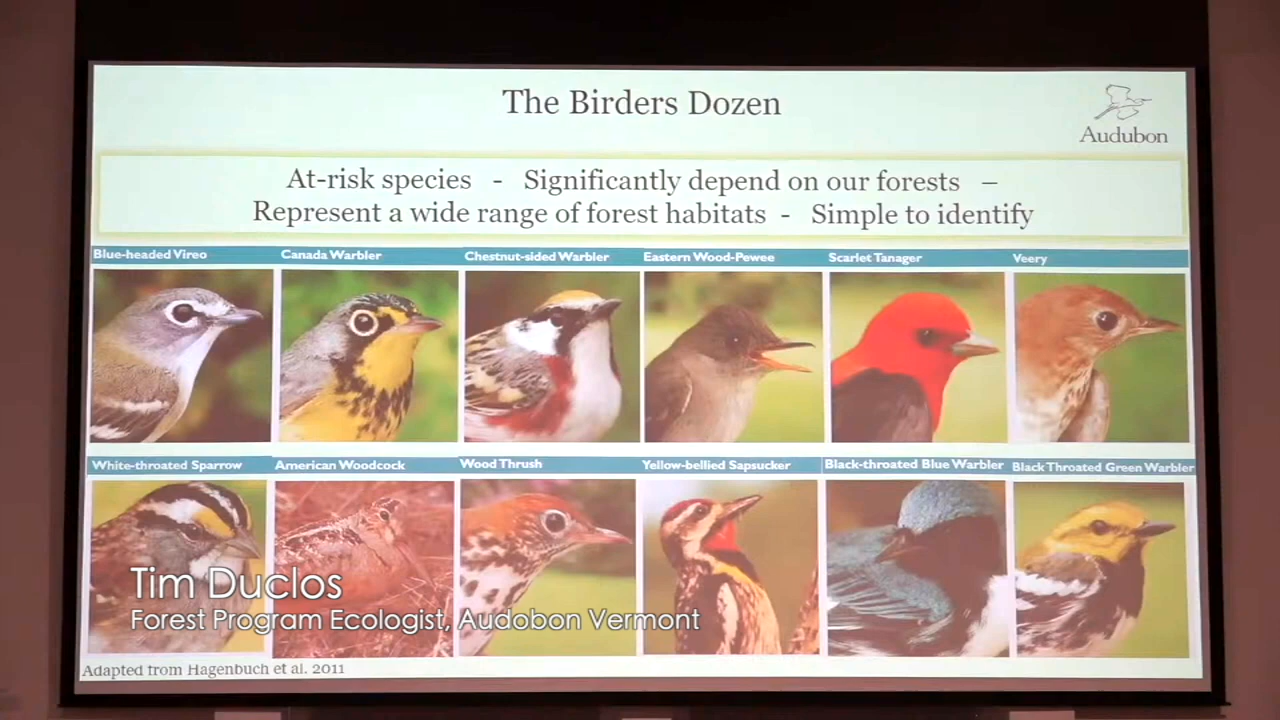 The Birders Dozen
Audubon
At-risk species - Significantly depend on our forests –
Represent a wide range of forest habitats - Simple to identify
Blue-headed Vireo
Canada Warbler
Chestnut-sided Warbler
Eastern Wood-Pewee
Scarlet Tanager
Veery
White-throated Sparrow
American Woodcock
Wood Thrush
Yellow-bellied Sapsucker
Black-throated Blue Warbler
Black Throated Green Warbler
Tim Duclos
Forest Program Ecologist, Audobon Vermont
Adapted from Hagenbuch et al. 2011